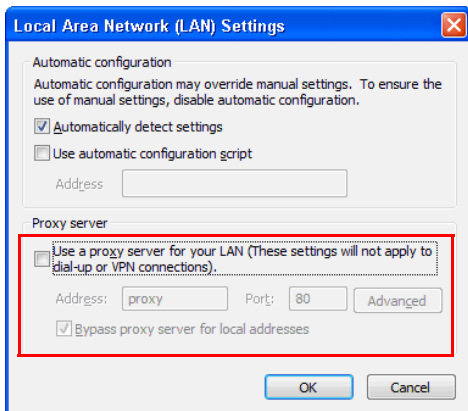 Local Area Network (LAN) Settings
Automatic configuration
Automatic configuration may override manual settings. To ensure the
use of manual settings, disable automatic configuration.
Automatically detect settings
Use automatic configuration script
Address
Proxy server
Use a proxy server for your LAN (These settings will not apply to
dial-up or VPN connections).
Address: proxy Port: 80 Advanced
Bypass proxy server for local addresses
OK Cancel